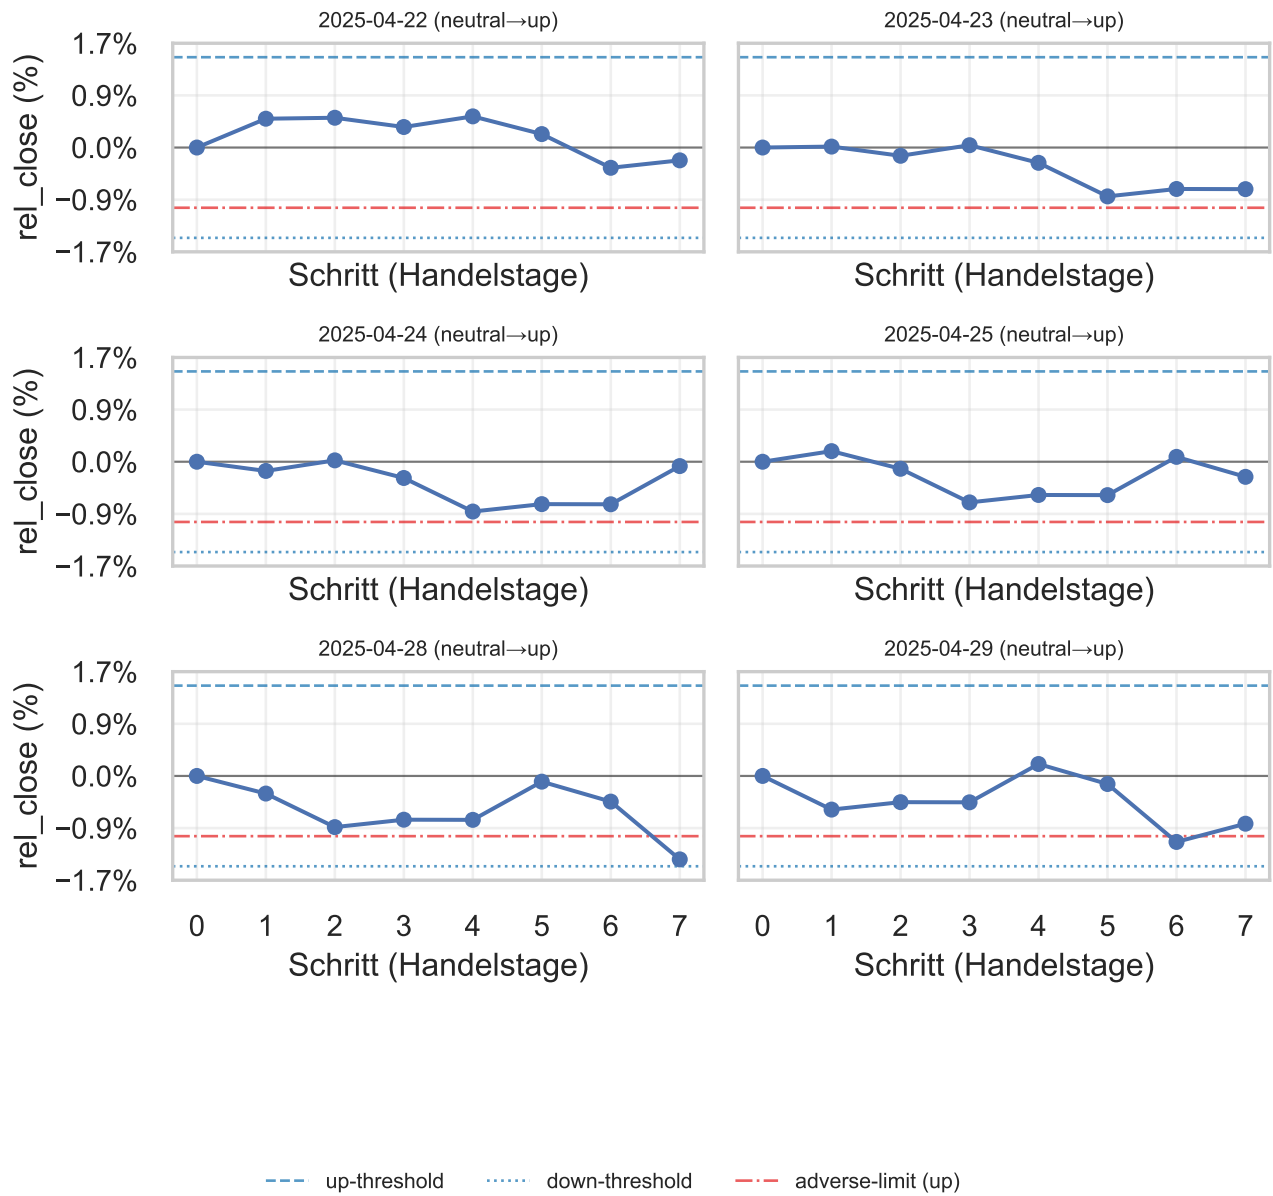 2025-04-22 (neutral→up)
2025-04-23 (neutral→up)
1.7%
0.9%
0.0%
−0.9%
−1.7%
rel_close (%)
Schritt (Handelstage)
Schritt (Handelstage)
2025-04-24 (neutral→up)
2025-04-25 (neutral→up)
1.7%
0.9%
0.0%
−0.9%
−1.7%
rel_close (%)
Schritt (Handelstage)
Schritt (Handelstage)
2025-04-28 (neutral→up)
2025-04-29 (neutral→up)
1.7%
0.9%
0.0%
−0.9%
−1.7%
rel_close (%)
0 1 2 3 4 5 6 7
0 1 2 3 4 5 6 7
Schritt (Handelstage)
Schritt (Handelstage)
up-threshold
down-threshold
adverse-limit (up)